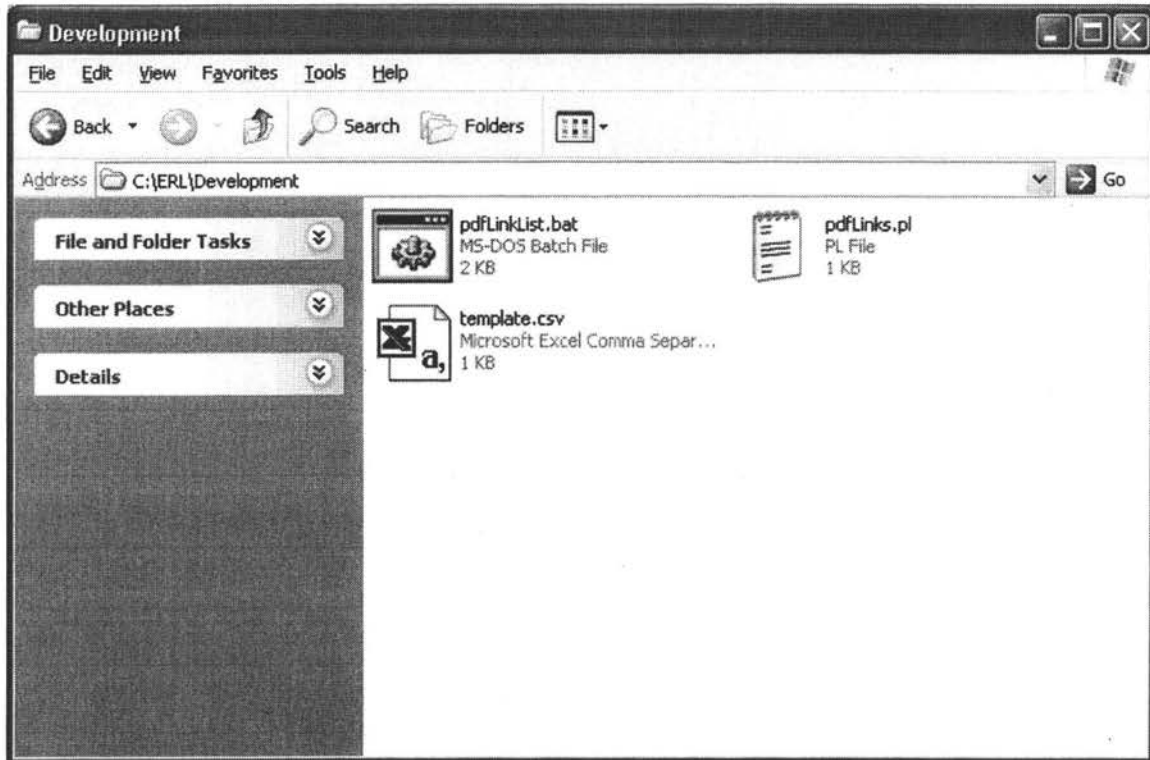 Development
File Edit View Favorites Tools Help
Back Search Folders
Address C:\ERL\Development Go
File and Folder Tasks
Other Places
Details
pdfLinkList.bat
MS-DOS Batch File
2 KB
pdfLinks.pl
PL File
1 KB
template.csv
Microsoft Excel Comma Separ...
1 KB